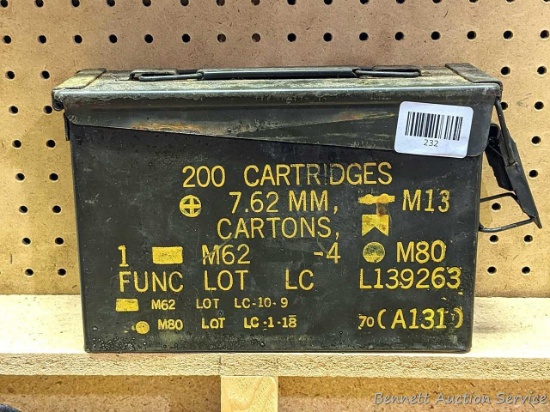 232
200 CARTRIDGES
7.62 MM, M13
CARTONS,
1 M62 -4 M80
FUNC LOT LC L139263
M62 LOT LC-10-9
M80 LOT LC-1-18 70 (A131)
Bennett Auction Service